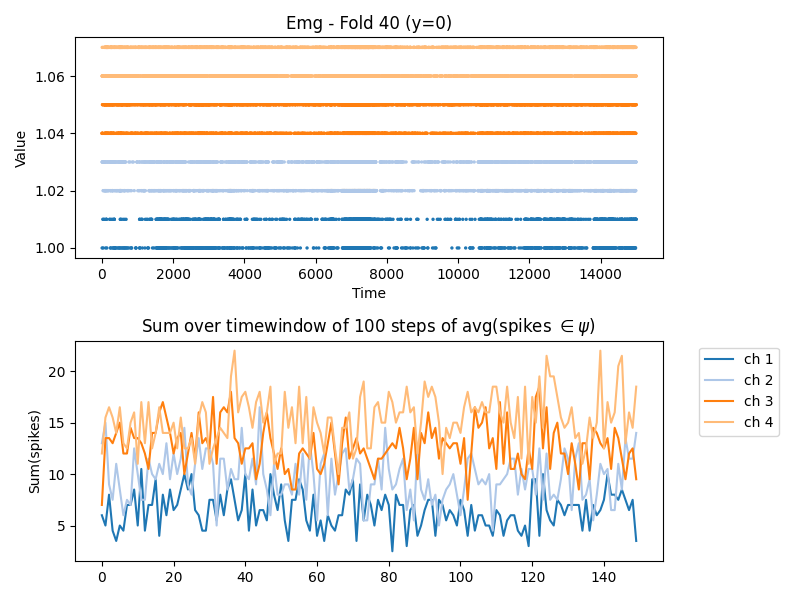 Emg - Fold 40 (y=0)
Value
1.06
1.04
1.02
1.00
0 2000 4000 6000 8000 10000 12000 14000
Time
Sum over timewindow of 100 steps of avg(spikes ∈ψ)
Sum(spikes)
20
15
10
5
0 20 40 60 80 100 120 140
ch 1
ch 2
ch 3
ch 4